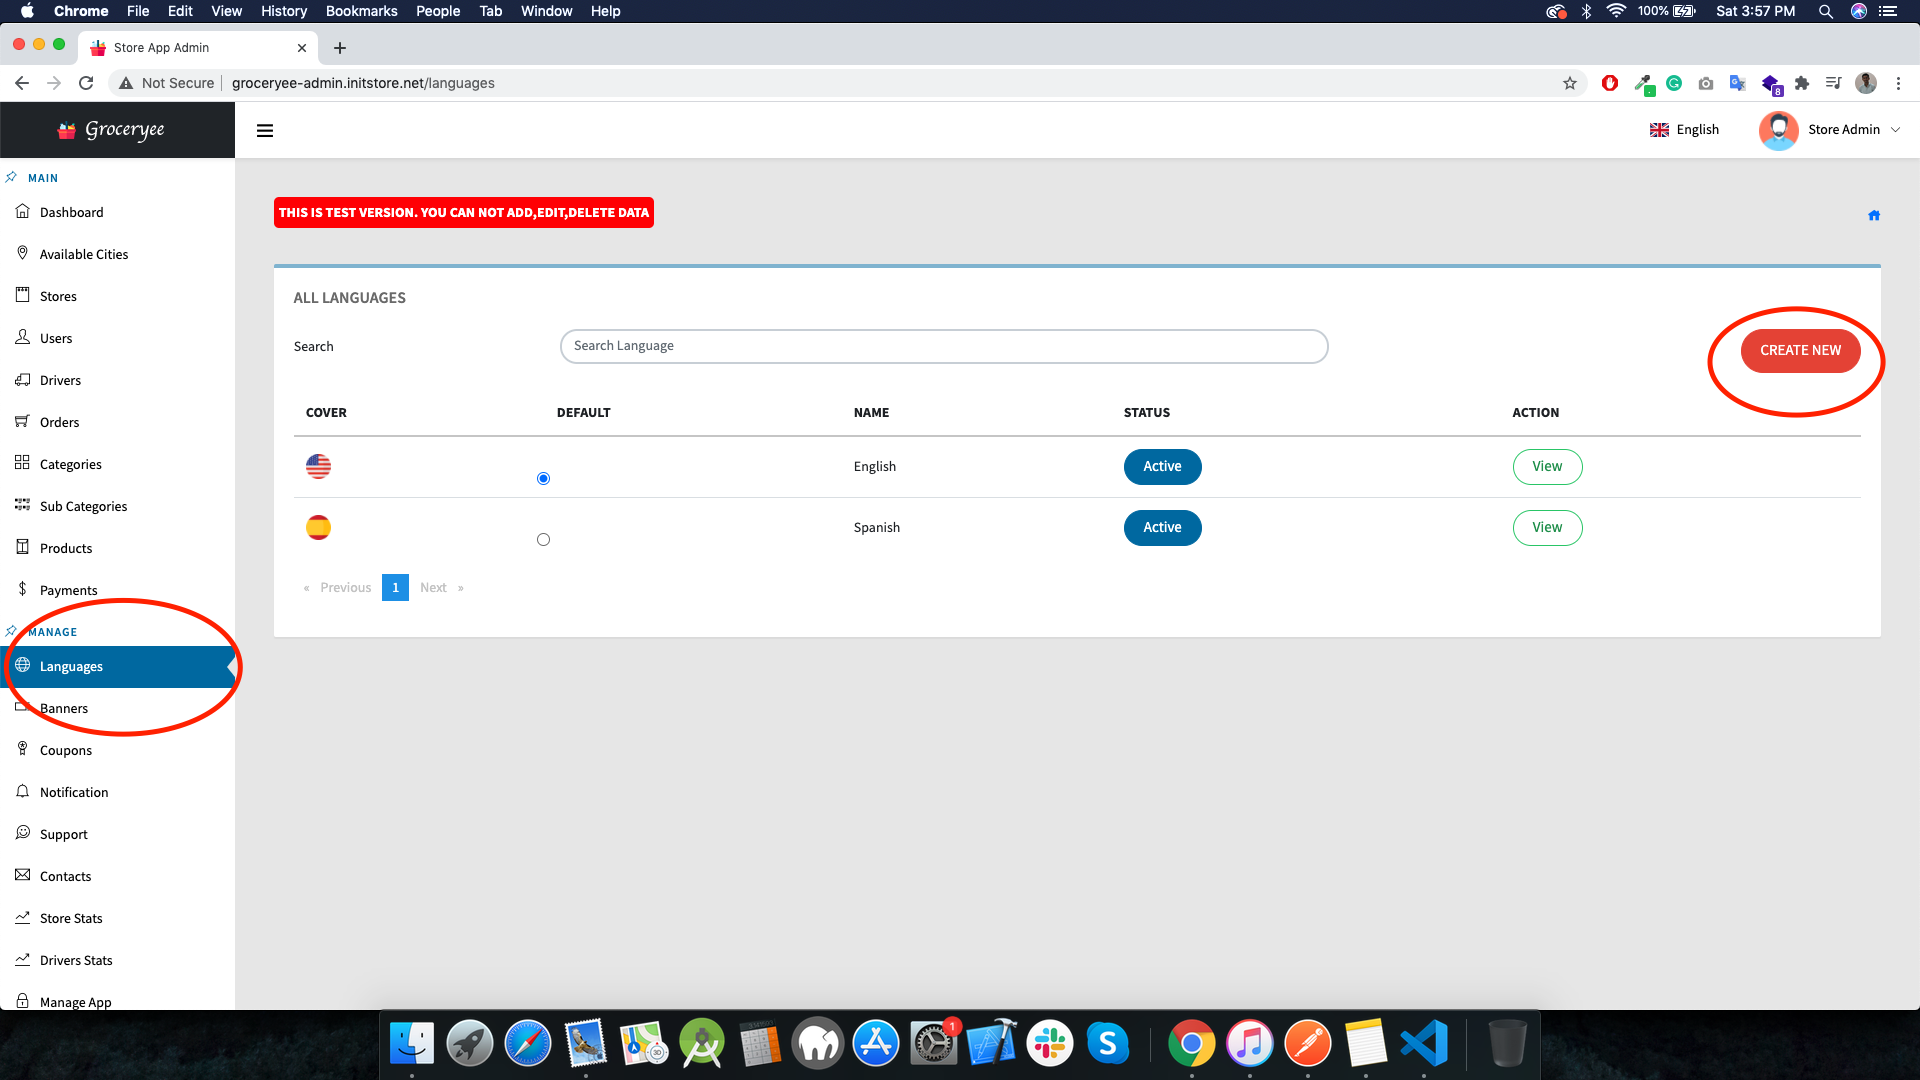 Chrome File Edit View History Bookmarks People Tab Window Help
100% Sat 3:57 PM
Store App Admin
Not Secure groceryee-admin.initstore.net/languages
8
Groceryee
English
Store Admin
MAIN
Dashboard
Available Cities
Stores
Users
Drivers
Orders
Categories
Sub Categories
Products
Payments
MANAGE
Languages
Banners
Coupons
Notification
Support
Contacts
Store Stats
Drivers Stats
Manage App
THIS IS TEST VERSION. YOU CAN NOT ADD,EDIT,DELETE DATA
ALL LANGUAGES
Search
Search Language
CREATE NEW
COVER DEFAULT NAME STATUS ACTION
English Active View
Spanish Active View
« Previous 1 Next »
3D
1
S